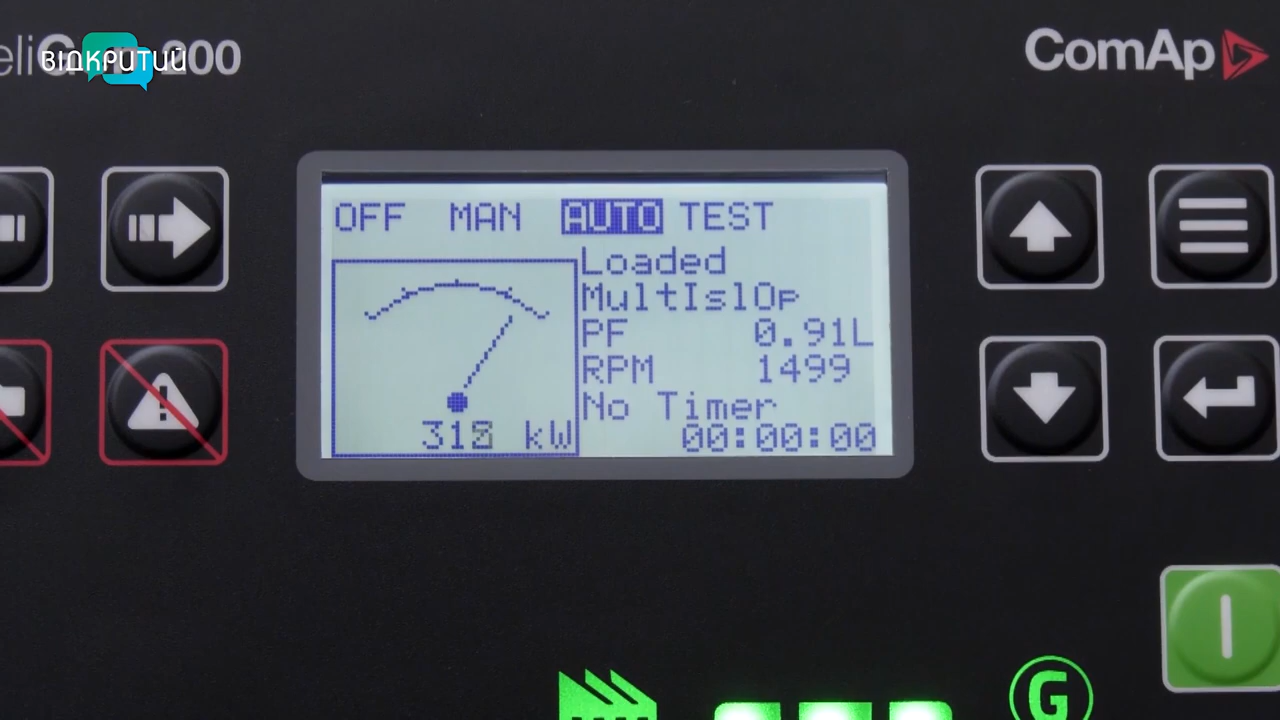 ВІДКРИТИЙ
200
ComAp
OFF MAN AUTO TEST
Loaded
MultIslOp
PF 0.91L
RPM 1499
No Timer
kW 00:00:00
G